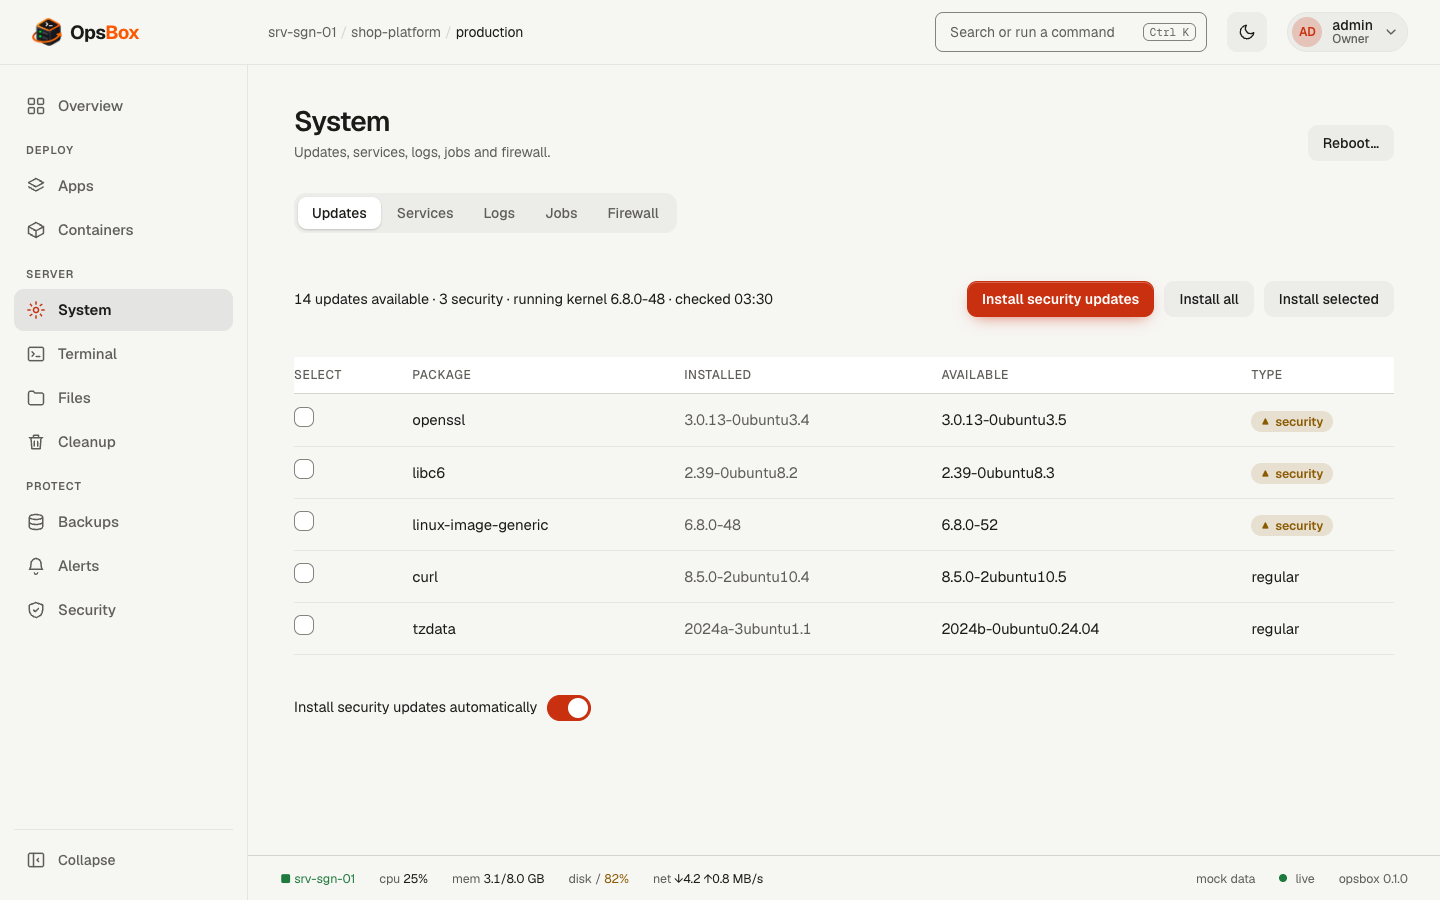 OpsBox
srv-sgn-01 / shop-platform / production
Search or run a command
Ctrl K
AD
admin
Owner
Overview
DEPLOY
Apps
Containers
SERVER
System
Terminal
Files
Cleanup
PROTECT
Backups
Alerts
Security
Collapse
System
Updates, services, logs, jobs and firewall.
Reboot...
Updates Services Logs Jobs Firewall
14 updates available · 3 security · running kernel 6.8.0-48 · checked 03:30
Install security updates Install all Install selected
SELECT PACKAGE INSTALLED AVAILABLE TYPE
openssl 3.0.13-0ubuntu3.4 3.0.13-0ubuntu3.5 security
libc6 2.39-0ubuntu8.2 2.39-0ubuntu8.3 security
linux-image-generic 6.8.0-48 6.8.0-52 security
curl 8.5.0-2ubuntu10.4 8.5.0-2ubuntu10.5 regular
tzdata 2024a-3ubuntu1.1 2024b-0ubuntu0.24.04 regular
Install security updates automatically
srv-sgn-01 cpu 25% mem 3.1/8.0 GB disk / 82% net ↓4.2 ↑0.8 MB/s mock data live opsbox 0.1.0